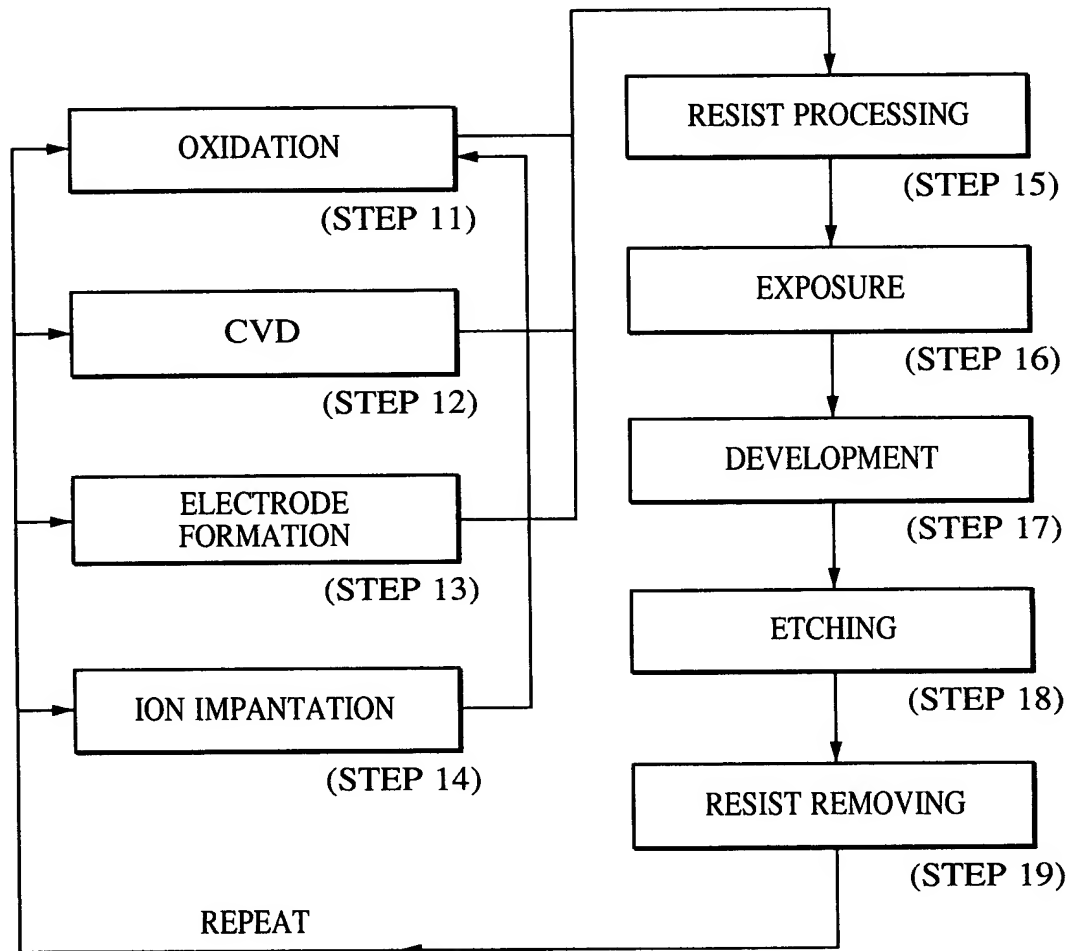 OXIDATION
(STEP 11)
CVD
(STEP 12)
ELECTRODE
FORMATION
(STEP 13)
ION IMPANTATION
(STEP 14)
RESIST PROCESSING
(STEP 15)
EXPOSURE
(STEP 16)
DEVELOPMENT
(STEP 17)
ETCHING
(STEP 18)
RESIST REMOVING
(STEP 19)
REPEAT